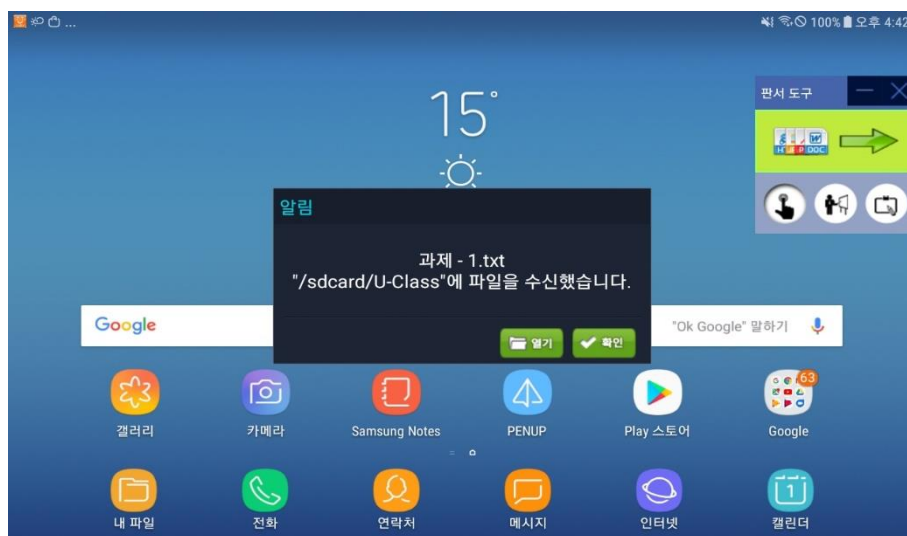 ... 100% 오후 4:42
15°
판서 도구
알림
과제 - 1.txt
"/sdcard/U-Class"에 파일을 수신했습니다.
열기 확인
Google "Ok Google" 말하기
63
갤러리 카메라 Samsung Notes PENUP Play 스토어 Google
1
내 파일 전화 연락처 메시지 인터넷 캘린더